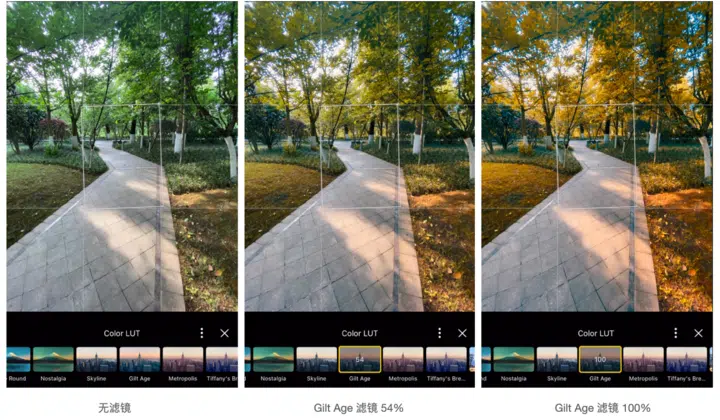 Color LUT
Round Nostalgia Skyline Gilt Age Metropolis Tiffany's Br
无滤镜
Color LUT
54
Nostalgia Skyline Gilt Age Metropolis Tiffany's Bre...
Gilt Age 滤镜 54%
Color LUT
100
Nostalgia Skyline Gilt Age Metropolis Tiffany's Bre...
Gilt Age 滤镜 100%